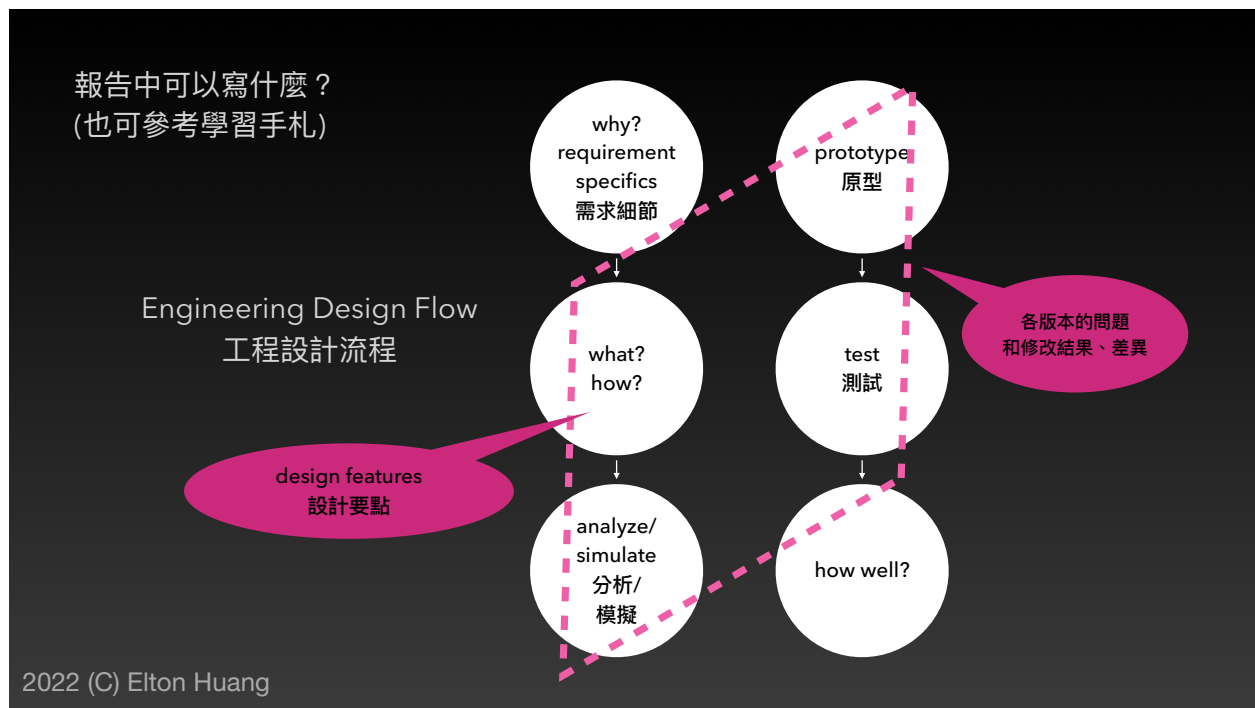 報告中可以寫什麼？
(也可參考學習手札)
Engineering Design Flow
工程設計流程
why?
requirement
specifics
需求細節
what?
how?
design features
設計要點
analyze/
simulate
分析/
模擬
prototype
原型
test
測試
各版本的問題
和修改結果、差異
how well?
2022 (C) Elton Huang